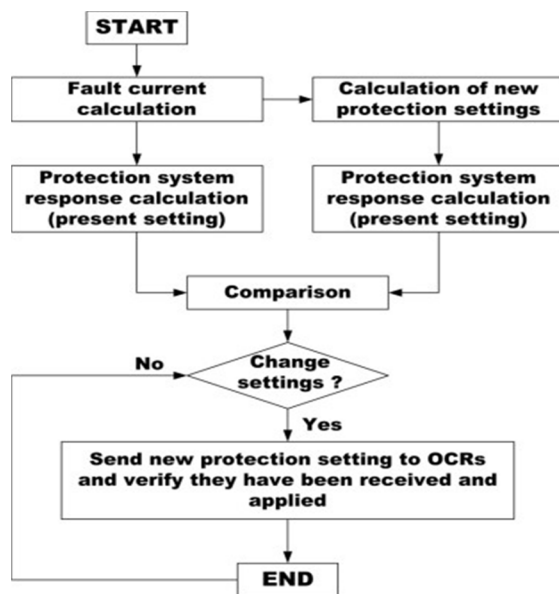 START
Fault current
calculation
Calculation of new
protection settings
Protection system
response calculation
(present setting)
Protection system
response calculation
(present setting)
Comparison
No
Change
settings ?
Yes
Send new protection setting to OCRs
and verify they have been received and
applied
END